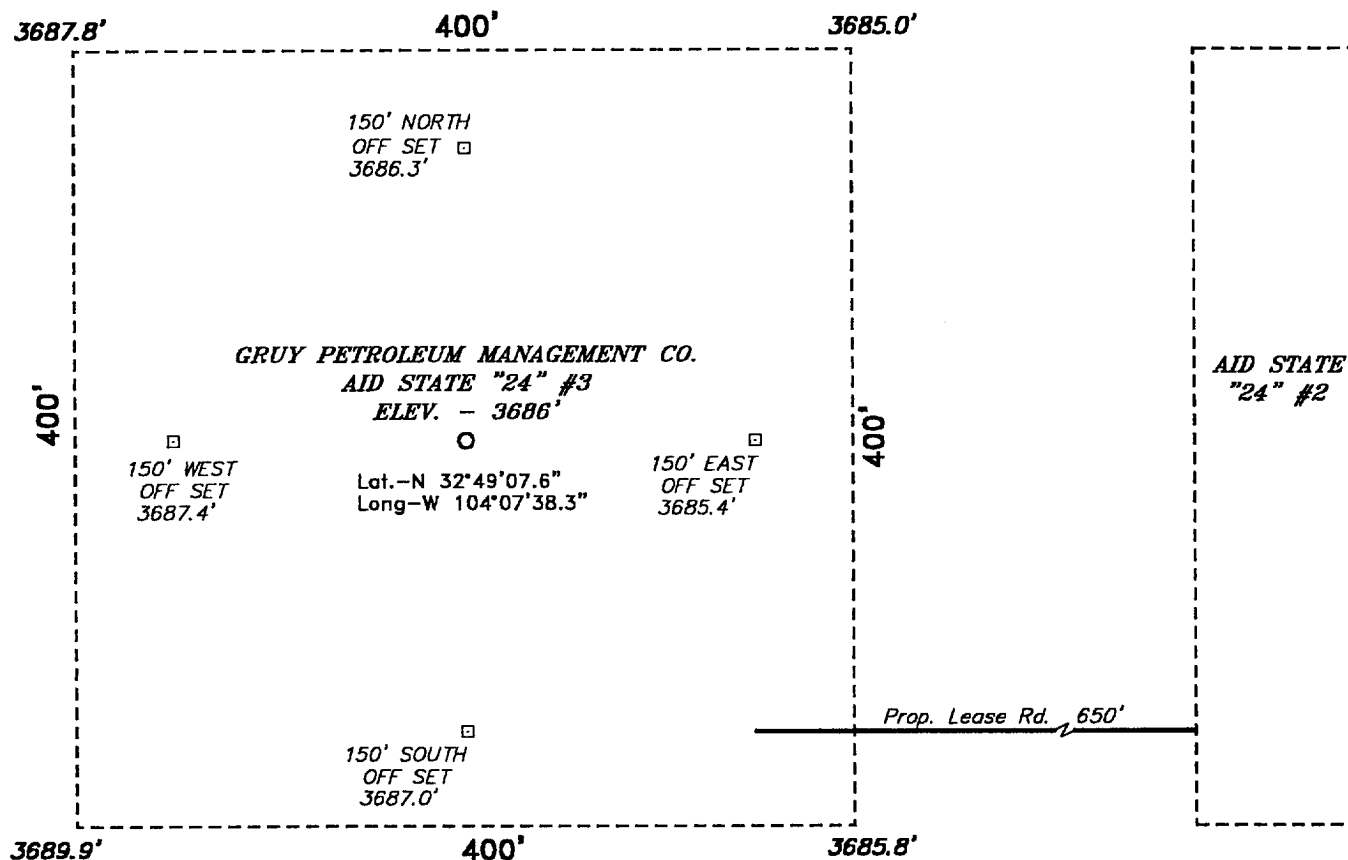 3687.8'
400'
3685.0'
150' NORTH
OFF SET
3686.3'
GRUY PETROLEUM MANAGEMENT CO.
AID STATE "24" #3
ELEV. - 3686'
400'
400'
AID STATE
"24" #2
150' WEST
OFF SET
3687.4'
Lat.-N 32°49'07.6"
Long-W 104°07'38.3"
150' EAST
OFF SET
3685.4'
Prop. Lease Rd. 650'
150' SOUTH
OFF SET
3687.0'
3689.9'
400'
3685.8'